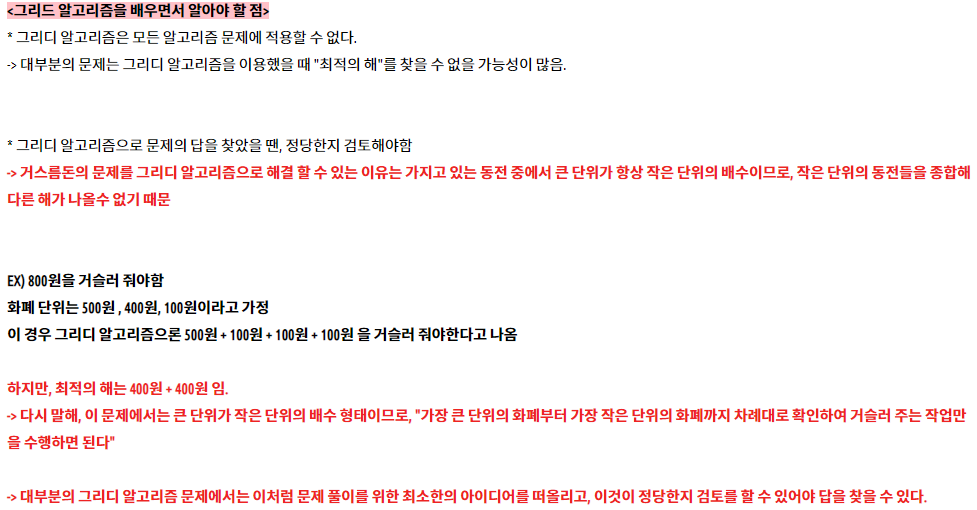 <그리드 알고리즘을 배우면서 알아야 할 점>
* 그리디 알고리즘은 모든 알고리즘 문제에 적용할 수 없다.
-> 대부분의 문제는 그리디 알고리즘을 이용했을 때 "최적의 해"를 찾을 수 없을 가능성이 많음.
* 그리디 알고리즘으로 문제의 답을 찾았을 땐, 정당한지 검토해야함
-> 거스름돈의 문제를 그리디 알고리즘으로 해결 할 수 있는 이유는 가지고 있는 동전 중에서 큰 단위가 항상 작은 단위의 배수이므로, 작은 단위의 동전들을 종합해
다른 해가 나올수 없기 때문
EX) 800원을 거슬러 줘야함
화폐 단위는 500원 , 400원, 100원이라고 가정
이 경우 그리디 알고리즘으론 500원 + 100원 + 100원 + 100원 을 거슬러 줘야한다고 나옴
하지만, 최적의 해는 400원 + 400원 임.
-> 다시 말해, 이 문제에서는 큰 단위가 작은 단위의 배수 형태이므로, "가장 큰 단위의 화폐부터 가장 작은 단위의 화폐까지 차례대로 확인하여 거슬러 주는 작업만
을 수행하면 된다"
-> 대부분의 그리디 알고리즘 문제에서는 이처럼 문제 풀이를 위한 최소한의 아이디어를 떠올리고, 이것이 정당한지 검토를 할 수 있어야 답을 찾을 수 있다.